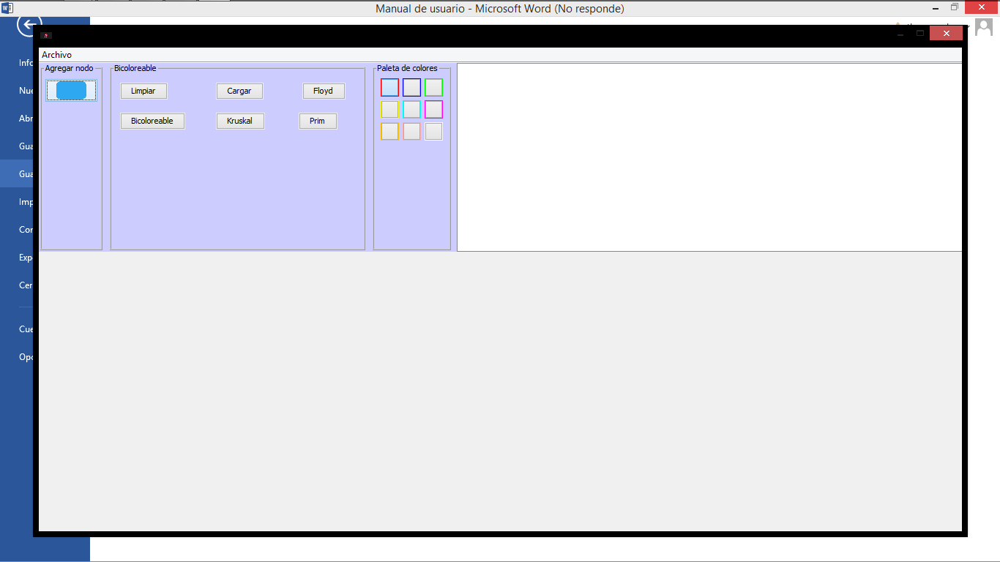 Manual de usuario - Microsoft Word (No responde)
Archivo
Agregar nodo
Bicoloreable
Paleta de colores
Limpiar
Cargar
Floyd
Bicoloreable
Kruskal
Prim
Info
Nue
Abr
Gua
Gua
Imp
Exp
Cer
Cue
Opc